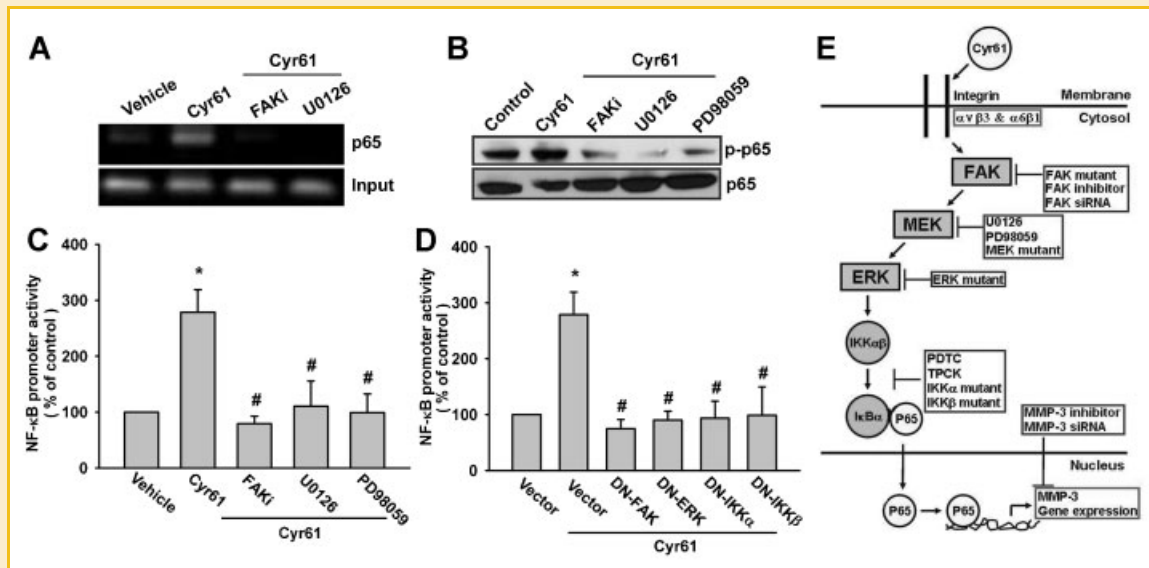 A
Cyr61
Vehicle
Cyr61
FAKi
U0126
p65
Input
B
Cyr61
Control
Cyr61
FAKi
U0126
PD98059
p-p65
p65
C
NF-κB promoter activity
( % of control)
400
300
200
100
0
*
#
#
#
Vehicle
Cyr61
FAKi
U0126
PD98059
Cyr61
D
NF-κB promoter activity
( % of control)
400
300
200
100
0
*
#
#
#
#
Vector
Vector
DN-FAK
DN-ERK
DN-IKKα
DN-IKKβ
Cyr61
E
Cyr61
Integrin
Membrane
αvβ3 & α6β1
Cytosol
FAK
FAK mutant
FAK inhibitor
FAK siRNA
MEK
U0126
PD98059
MEK mutant
ERK
ERK mutant
IKKαβ
PDTC
TPCK
IKKα mutant
IKKβ mutant
IκBα
P65
MMP-3 inhibitor
MMP-3 siRNA
Nucleus
P65
P65
MMP-3
Gene expression